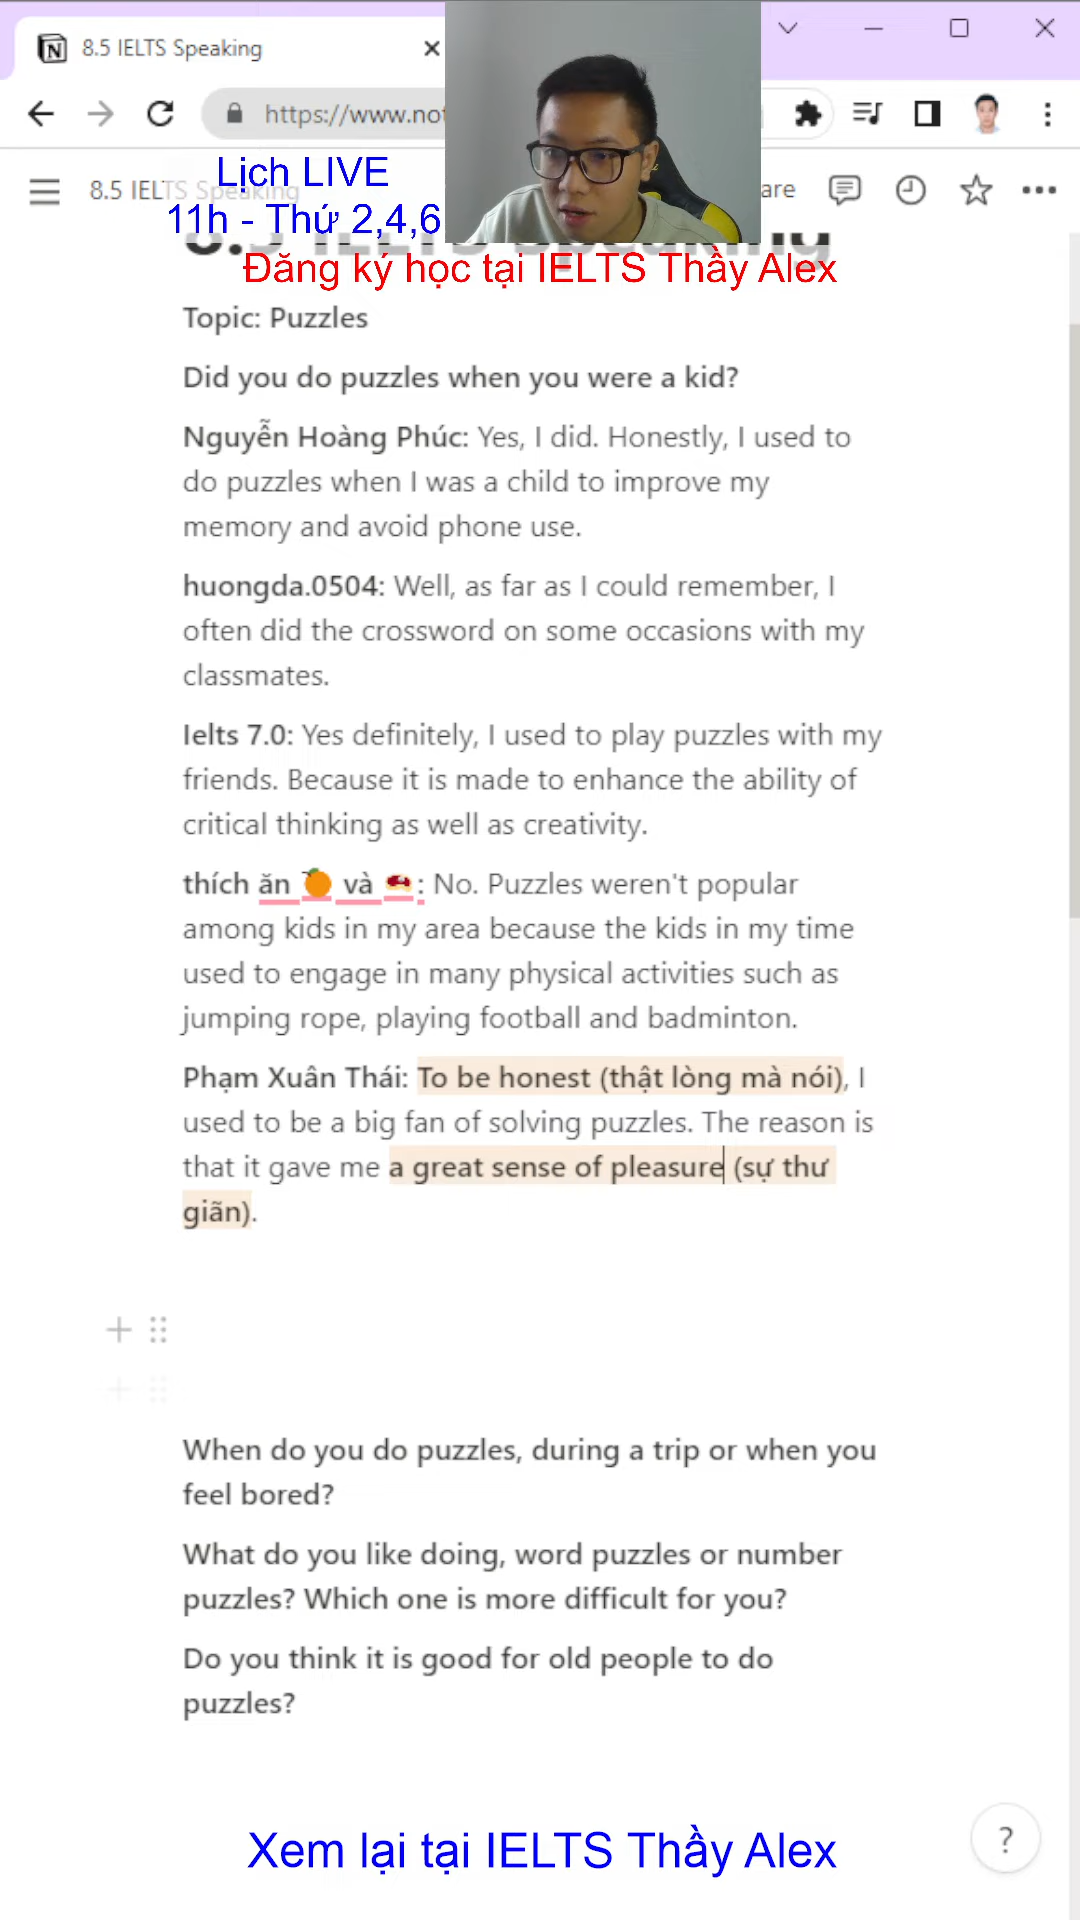 8.5 IELTS Speaking
https://www.no
8.5 IELTS Speaking
are
Lịch LIVE
11h - Thứ 2,4,6
8.5 IELTS Speaking
Đăng ký học tại IELTS Thầy Alex
Topic: Puzzles
Did you do puzzles when you were a kid?
Nguyễn Hoàng Phúc: Yes, I did. Honestly, I used to
do puzzles when I was a child to improve my
memory and avoid phone use.
huongda.0504: Well, as far as I could remember, I
often did the crossword on some occasions with my
classmates.
Ielts 7.0: Yes definitely, I used to play puzzles with my
friends. Because it is made to enhance the ability of
critical thinking as well as creativity.
thích ăn 🍊 và 🍰: No. Puzzles weren't popular
among kids in my area because the kids in my time
used to engage in many physical activities such as
jumping rope, playing football and badminton.
Phạm Xuân Thái: To be honest (thật lòng mà nói), I
used to be a big fan of solving puzzles. The reason is
that it gave me a great sense of pleasure (sự thư
giãn).
When do you do puzzles, during a trip or when you
feel bored?
What do you like doing, word puzzles or number
puzzles? Which one is more difficult for you?
Do you think it is good for old people to do
puzzles?
Xem lại tại IELTS Thầy Alex
?